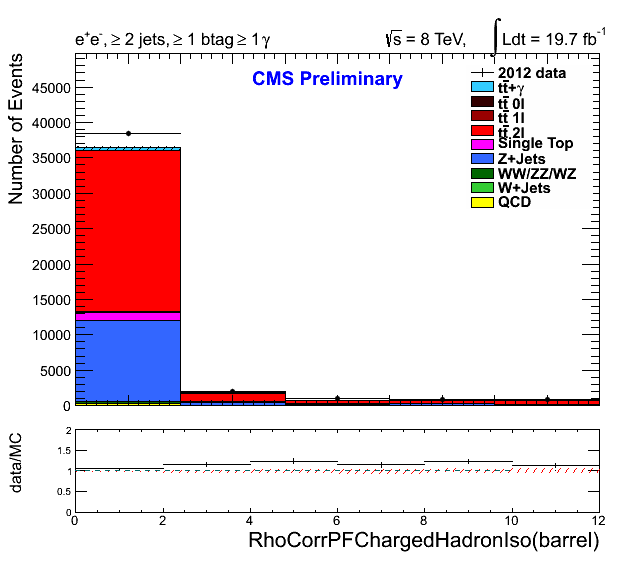 e⁺e⁻, ≥ 2 jets, ≥ 1 btag ≥ 1 γ
√s = 8 TeV, ∫ Ldt = 19.7 fb⁻¹
CMS Preliminary
2012 data
tt̄+γ
tt̄ 0l
tt̄ 1l
tt̄ 2l
Single Top
Z+Jets
WW/ZZ/WZ
W+Jets
QCD
Number of Events
45000
40000
35000
30000
25000
20000
15000
10000
5000
0
data/MC
2
1.5
1
0.5
0
0 2 4 6 8 10 12
RhoCorrPFChargedHadronIso(barrel)